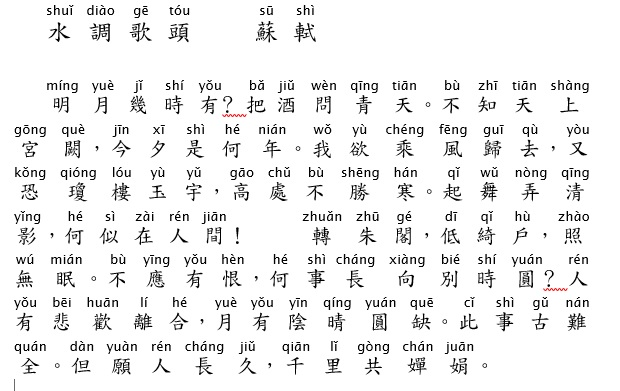 shuǐ diào gē tóu sū shì
水調歌頭 蘇軾
míng yuè jǐ shí yǒu bǎ jiǔ wèn qīng tiān bù zhī tiān shàng
明月幾時有？把酒問青天。不知天上
gōng què jīn xī shì hé nián wǒ yù chéng fēng guī qù yòu
宮闕，今夕是何年。我欲乘風歸去，又
kǒng qióng lóu yù yǔ gāo chǔ bù shēng hán qǐ wǔ nòng qīng
恐瓊樓玉宇，高處不勝寒。起舞弄清
yǐng hé sì zài rén jiān zhuǎn zhū gé dī qǐ hù zhào
影，何似在人間！ 轉朱閣，低綺戶，照
wú mián bù yīng yǒu hèn hé shì cháng xiàng bié shí yuán rén
無眠。不應有恨，何事長向別時圓？人
yǒu bēi huān lí hé yuè yǒu yīn qíng yuán quē cǐ shì gǔ nán
有悲歡離合，月有陰晴圓缺。此事古難
quán dàn yuàn rén cháng jiǔ qiān lǐ gòng chán juān
全。但願人長久，千里共嬋娟。